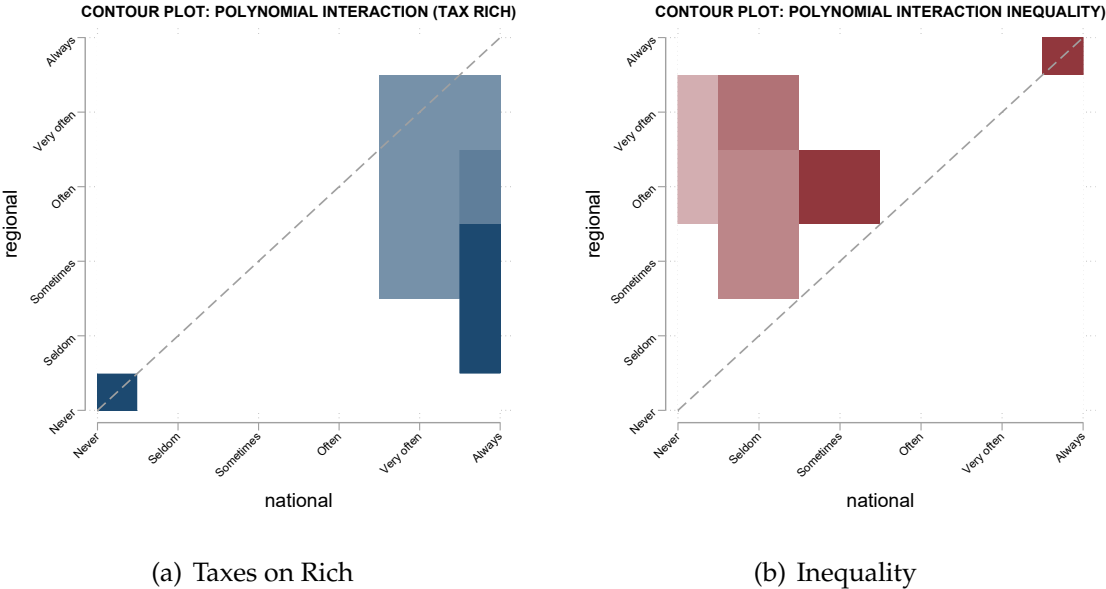 CONTOUR PLOT: POLYNOMIAL INTERACTION (TAX RICH)
Always
Very often
Often
Sometimes
Seldom
Never
regional
Never
Seldom
Sometimes
Often
Very often
Always
national
(a) Taxes on Rich
CONTOUR PLOT: POLYNOMIAL INTERACTION INEQUALITY)
Always
Very often
Often
Sometimes
Seldom
Never
regional
Never
Seldom
Sometimes
Often
Very often
Always
national
(b) Inequality